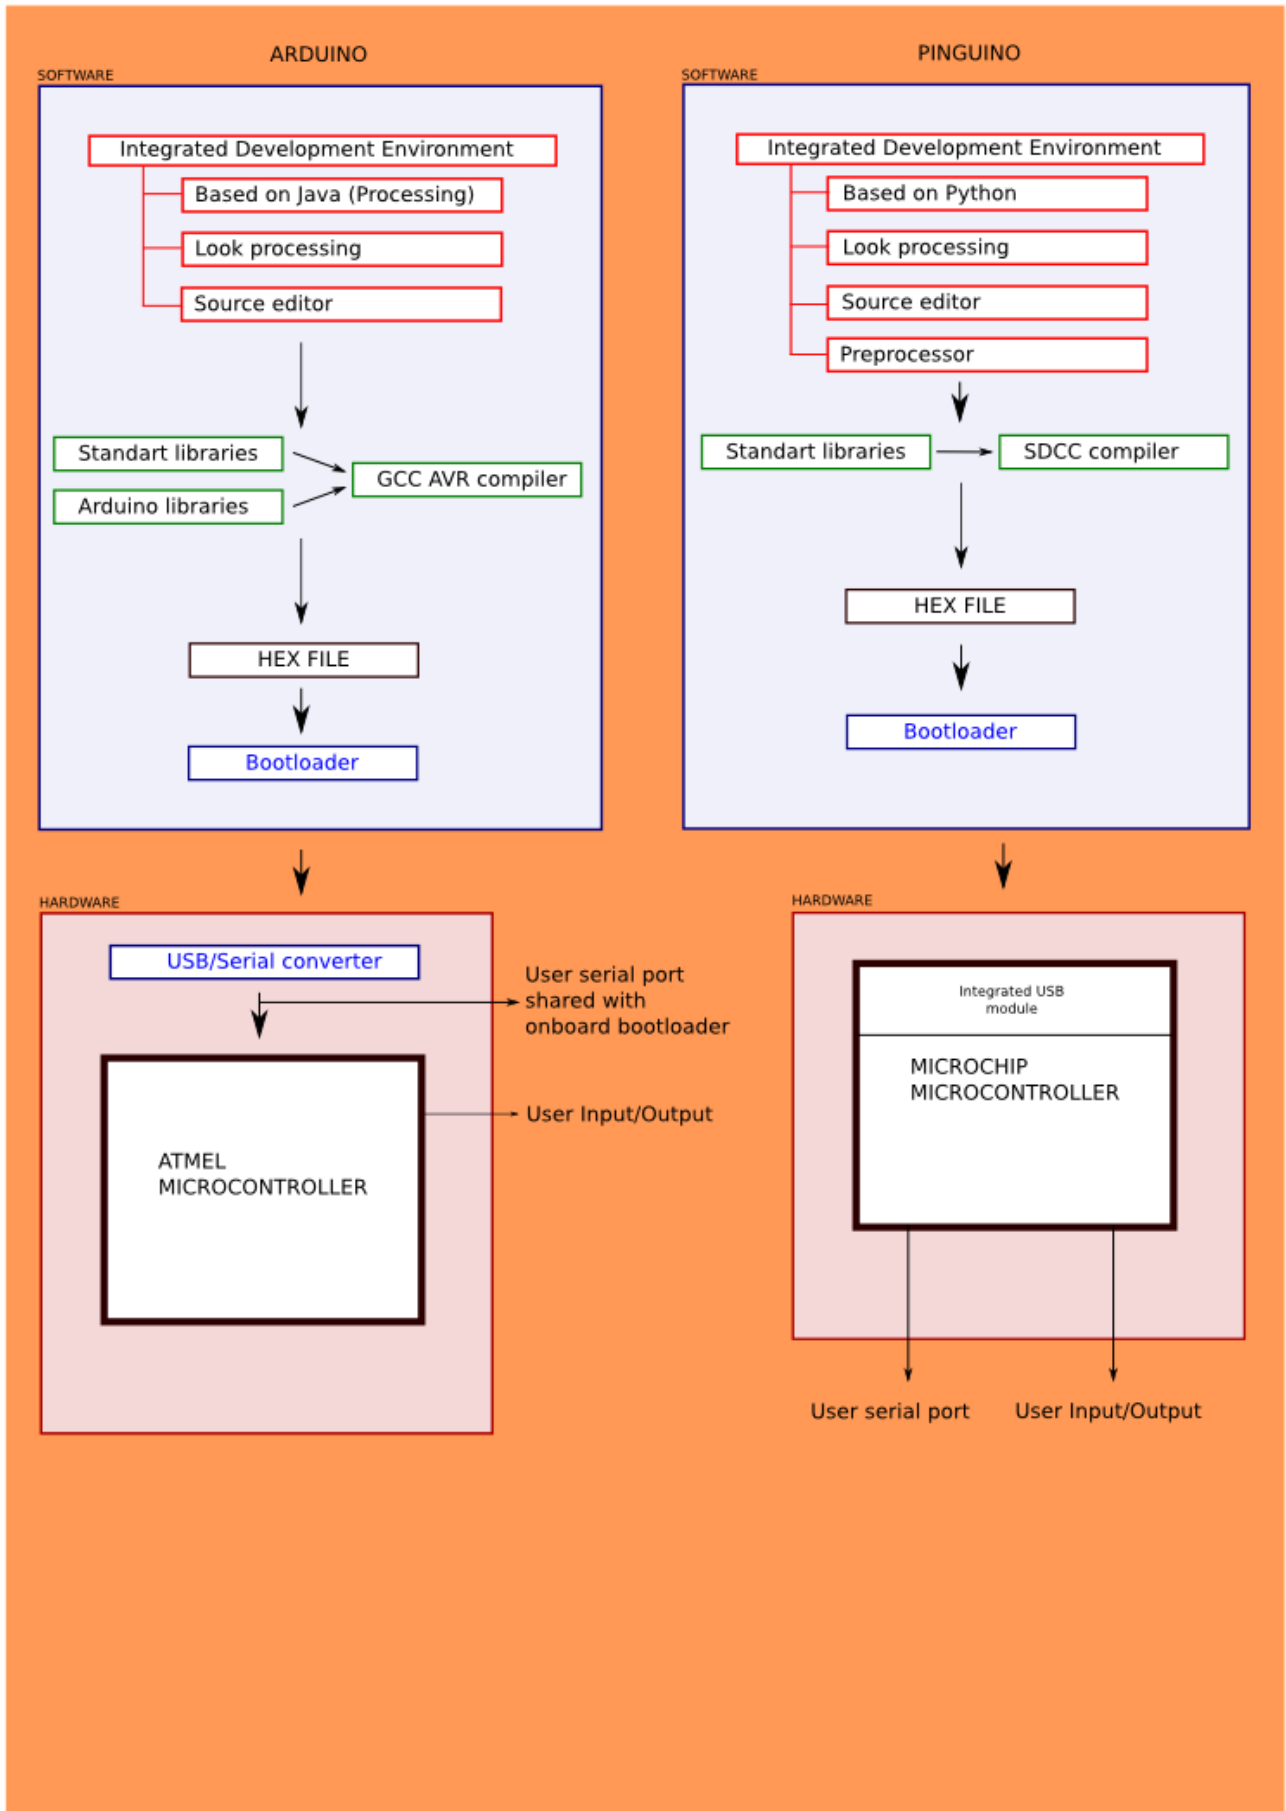 ARDUINO
SOFTWARE
Integrated Development Environment
Based on Java (Processing)
Look processing
Source editor
Standart libraries
Arduino libraries
GCC AVR compiler
HEX FILE
Bootloader
HARDWARE
USB/Serial converter
User serial port
shared with
onboard bootloader
User Input/Output
ATMEL
MICROCONTROLLER
PINGUINO
SOFTWARE
Integrated Development Environment
Based on Python
Look processing
Source editor
Preprocessor
Standart libraries
SDCC compiler
HEX FILE
Bootloader
HARDWARE
Integrated USB
module
MICROCHIP
MICROCONTROLLER
User serial port
User Input/Output